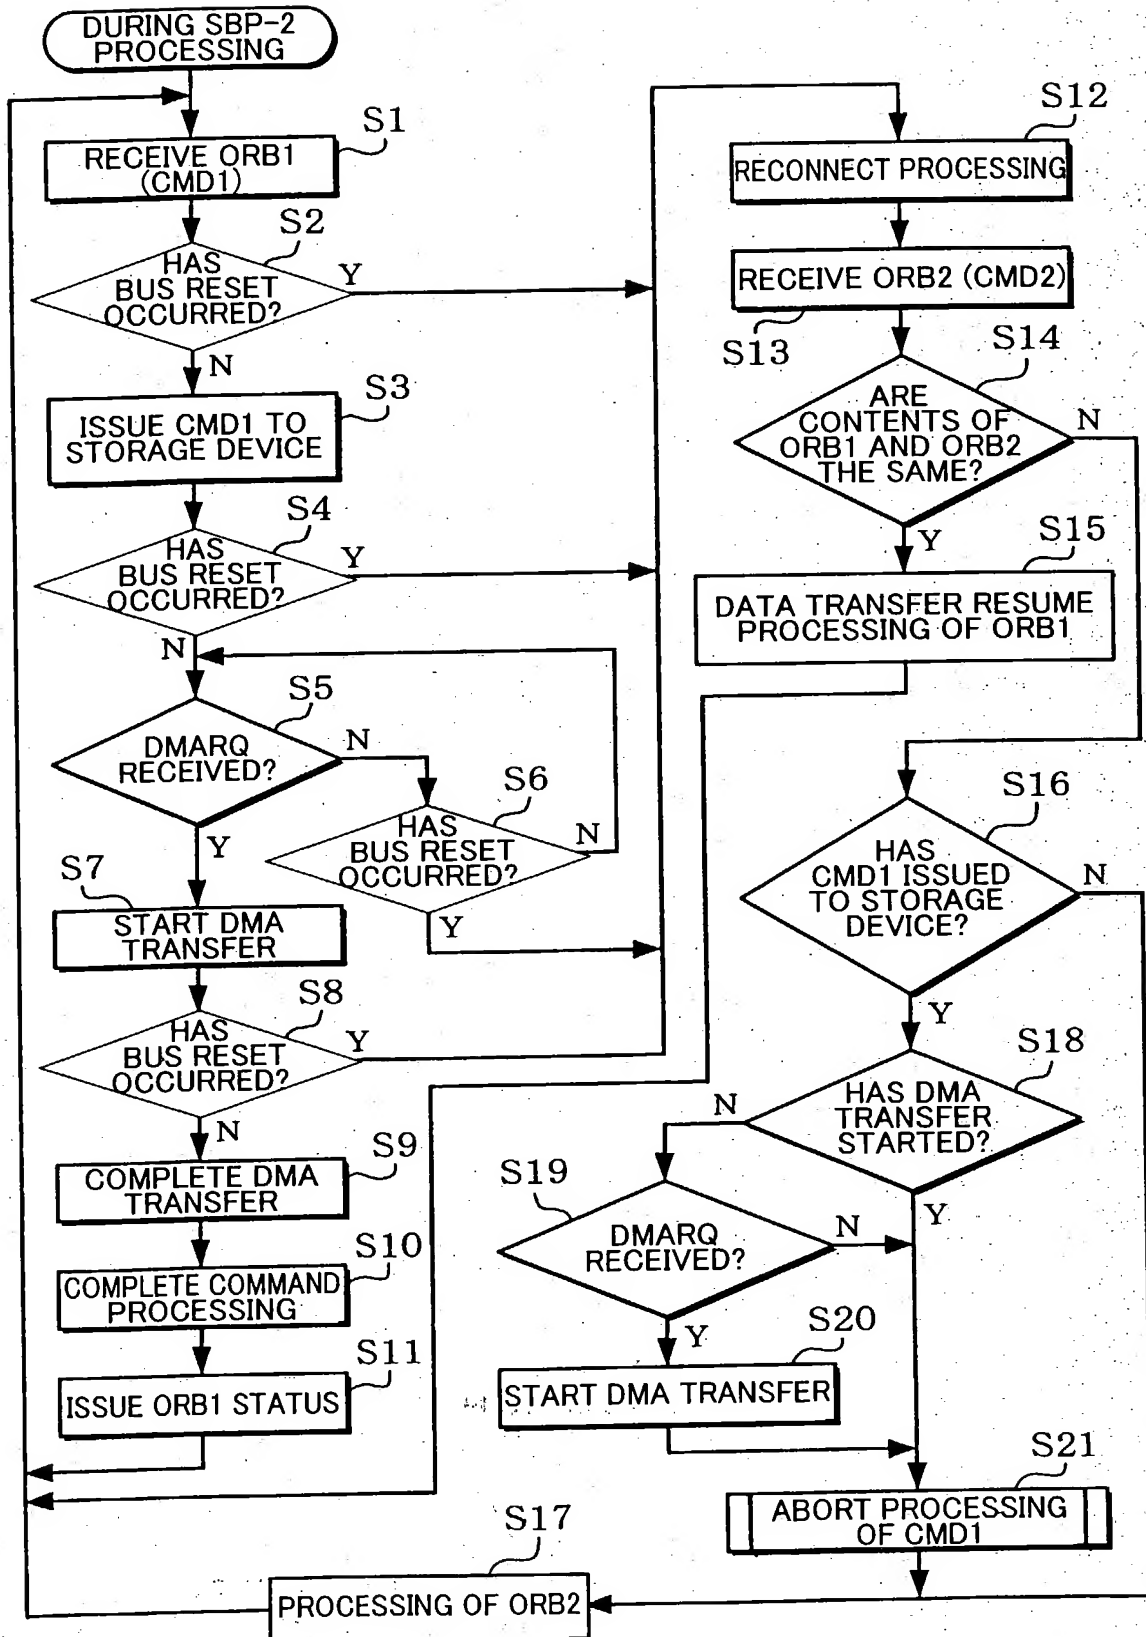 DURING SBP-2
PROCESSING
S1
RECEIVE ORB1
(CMD1)
S2
HAS
BUS RESET
OCCURRED?
Y
N
S3
ISSUE CMD1 TO
STORAGE DEVICE
S4
HAS
BUS RESET
OCCURRED?
Y
N
S5
DMARQ
RECEIVED?
N
Y
S6
HAS
BUS RESET
OCCURRED?
N
Y
S7
START DMA
TRANSFER
S8
HAS
BUS RESET
OCCURRED?
Y
N
S9
COMPLETE DMA
TRANSFER
S10
COMPLETE COMMAND
PROCESSING
S11
ISSUE ORB1 STATUS
S12
RECONNECT PROCESSING
RECEIVE ORB2 (CMD2)
S13
S14
ARE
CONTENTS OF
ORB1 AND ORB2
THE SAME?
N
Y
S15
DATA TRANSFER RESUME
PROCESSING OF ORB1
S16
HAS
CMD1 ISSUED
TO STORAGE
DEVICE?
N
Y
S18
HAS DMA
TRANSFER
STARTED?
N
Y
S19
DMARQ
RECEIVED?
N
Y
S20
START DMA TRANSFER
S21
ABORT PROCESSING
OF CMD1
S17
PROCESSING OF ORB2